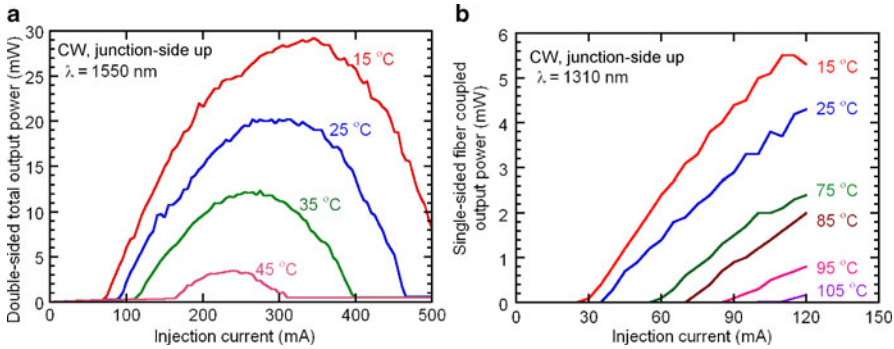 a
Double-sided total output power (mW)
30
25
20
15
10
5
0
CW, junction-side up
λ = 1550 nm
15 °C
25 °C
35 °C
45 °C
0
100
200
300
400
500
Injection current (mA)
b
Single-sided fiber coupled
output power (mW)
6
5
4
3
2
1
0
CW, junction-side up
λ = 1310 nm
15 °C
25 °C
75 °C
85 °C
95 °C
105 °C
0
30
60
90
120
150
Injection current (mA)